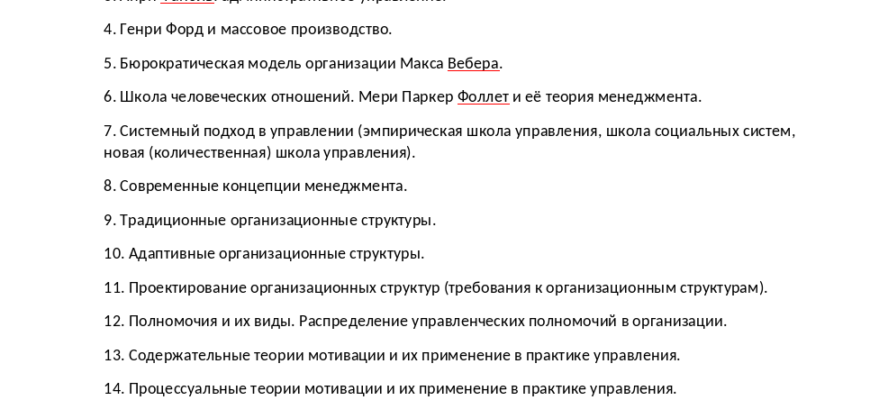 4. Генри Форд и массовое производство.
5. Бюрократическая модель организации Макса Вебера.
6. Школа человеческих отношений. Мери Паркер Фоллет и её теория менеджмента.
7. Системный подход в управлении (эмпирическая школа управления, школа социальных систем,
новая (количественная) школа управления).
8. Современные концепции менеджмента.
9. Традиционные организационные структуры.
10. Адаптивные организационные структуры.
11. Проектирование организационных структур (требования к организационным структурам).
12. Полномочия и их виды. Распределение управленческих полномочий в организации.
13. Содержательные теории мотивации и их применение в практике управления.
14. Процессуальные теории мотивации и их применение в практике управления.